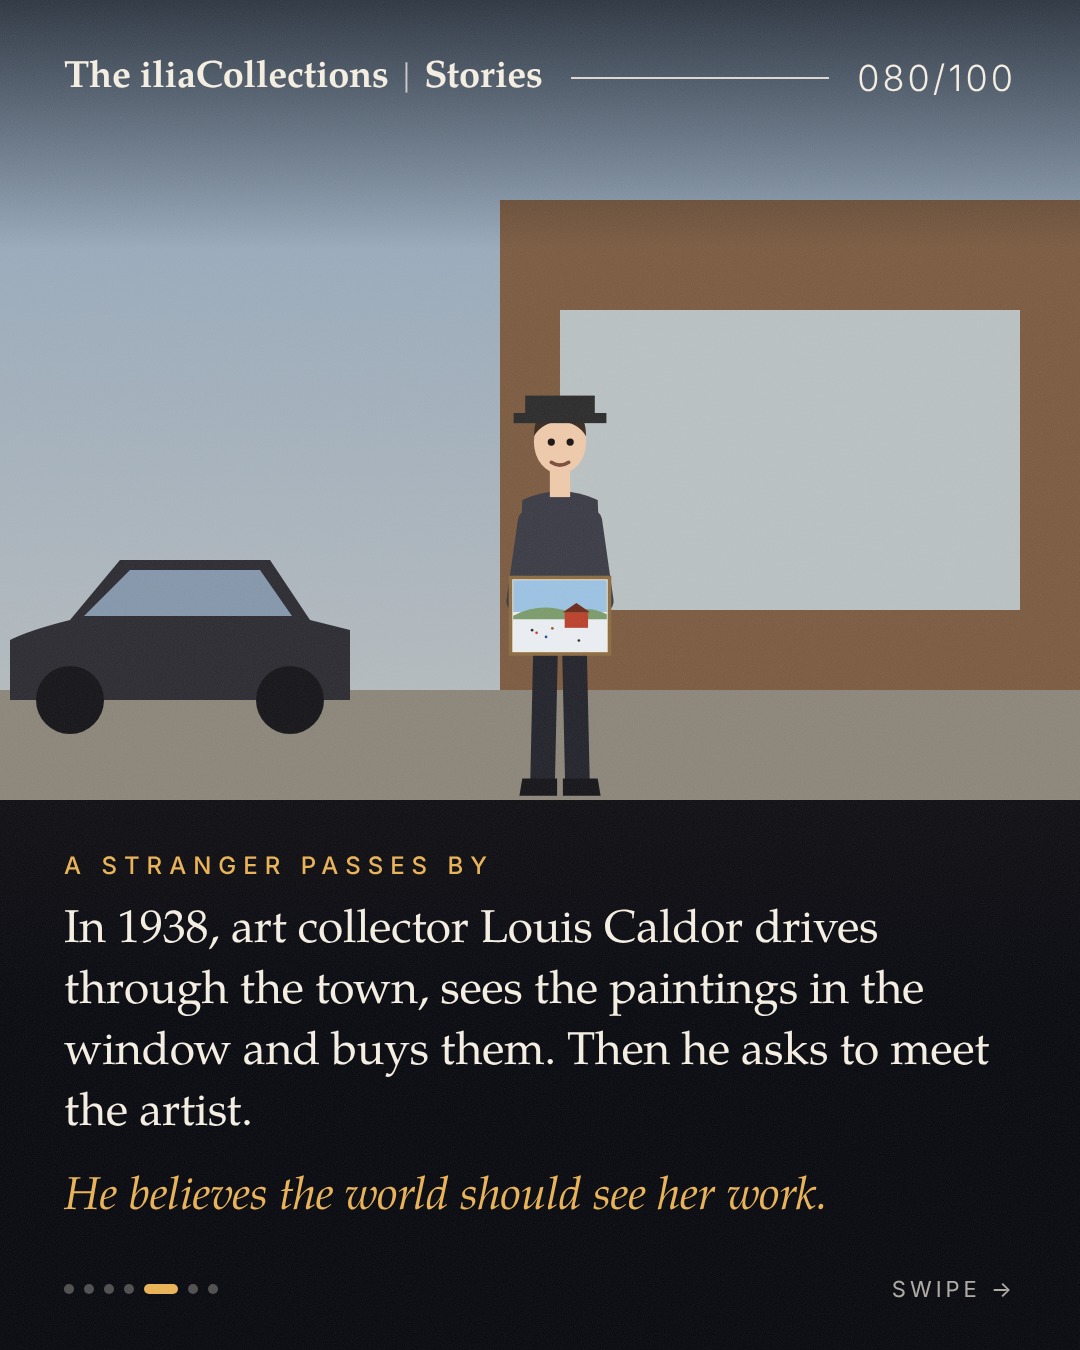 The iliaCollections | Stories 080/100
A STRANGER PASSES BY
In 1938, art collector Louis Caldor drives
through the town, sees the paintings in the
window and buys them. Then he asks to meet
the artist.
He believes the world should see her work.
SWIPE →